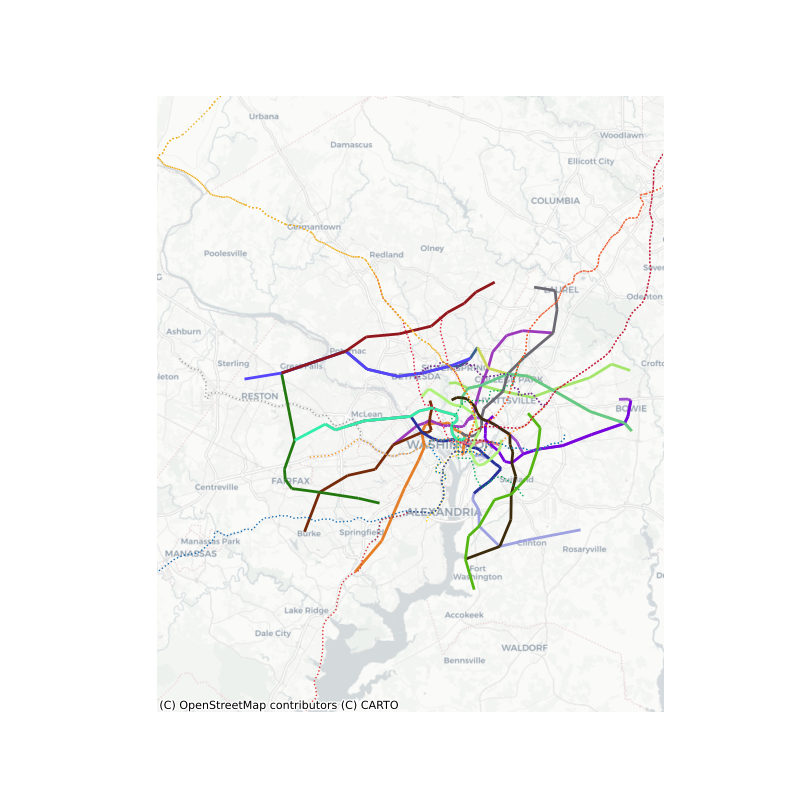 Urbana
Woodlawn
Damascus
Ellicott City
COLUMBIA
Germantown
Olney
Redland
Poolesville
LAUREL
Odenton
Ashburn
Potomac
Sterling
Great Falls
BETHESDA
COLLEGE PARK
RESTON
HYATTSVILLE
BOWIE
McLean
WASHINGTON
FAIRFAX
Centreville
ALEXANDRIA
Burke
Springfield
Manassas Park
MANASSAS
Clinton
Rosaryville
Fort
Washington
Lake Ridge
Accokeek
Dale City
WALDORF
Bennsville
(C) OpenStreetMap contributors (C) CARTO